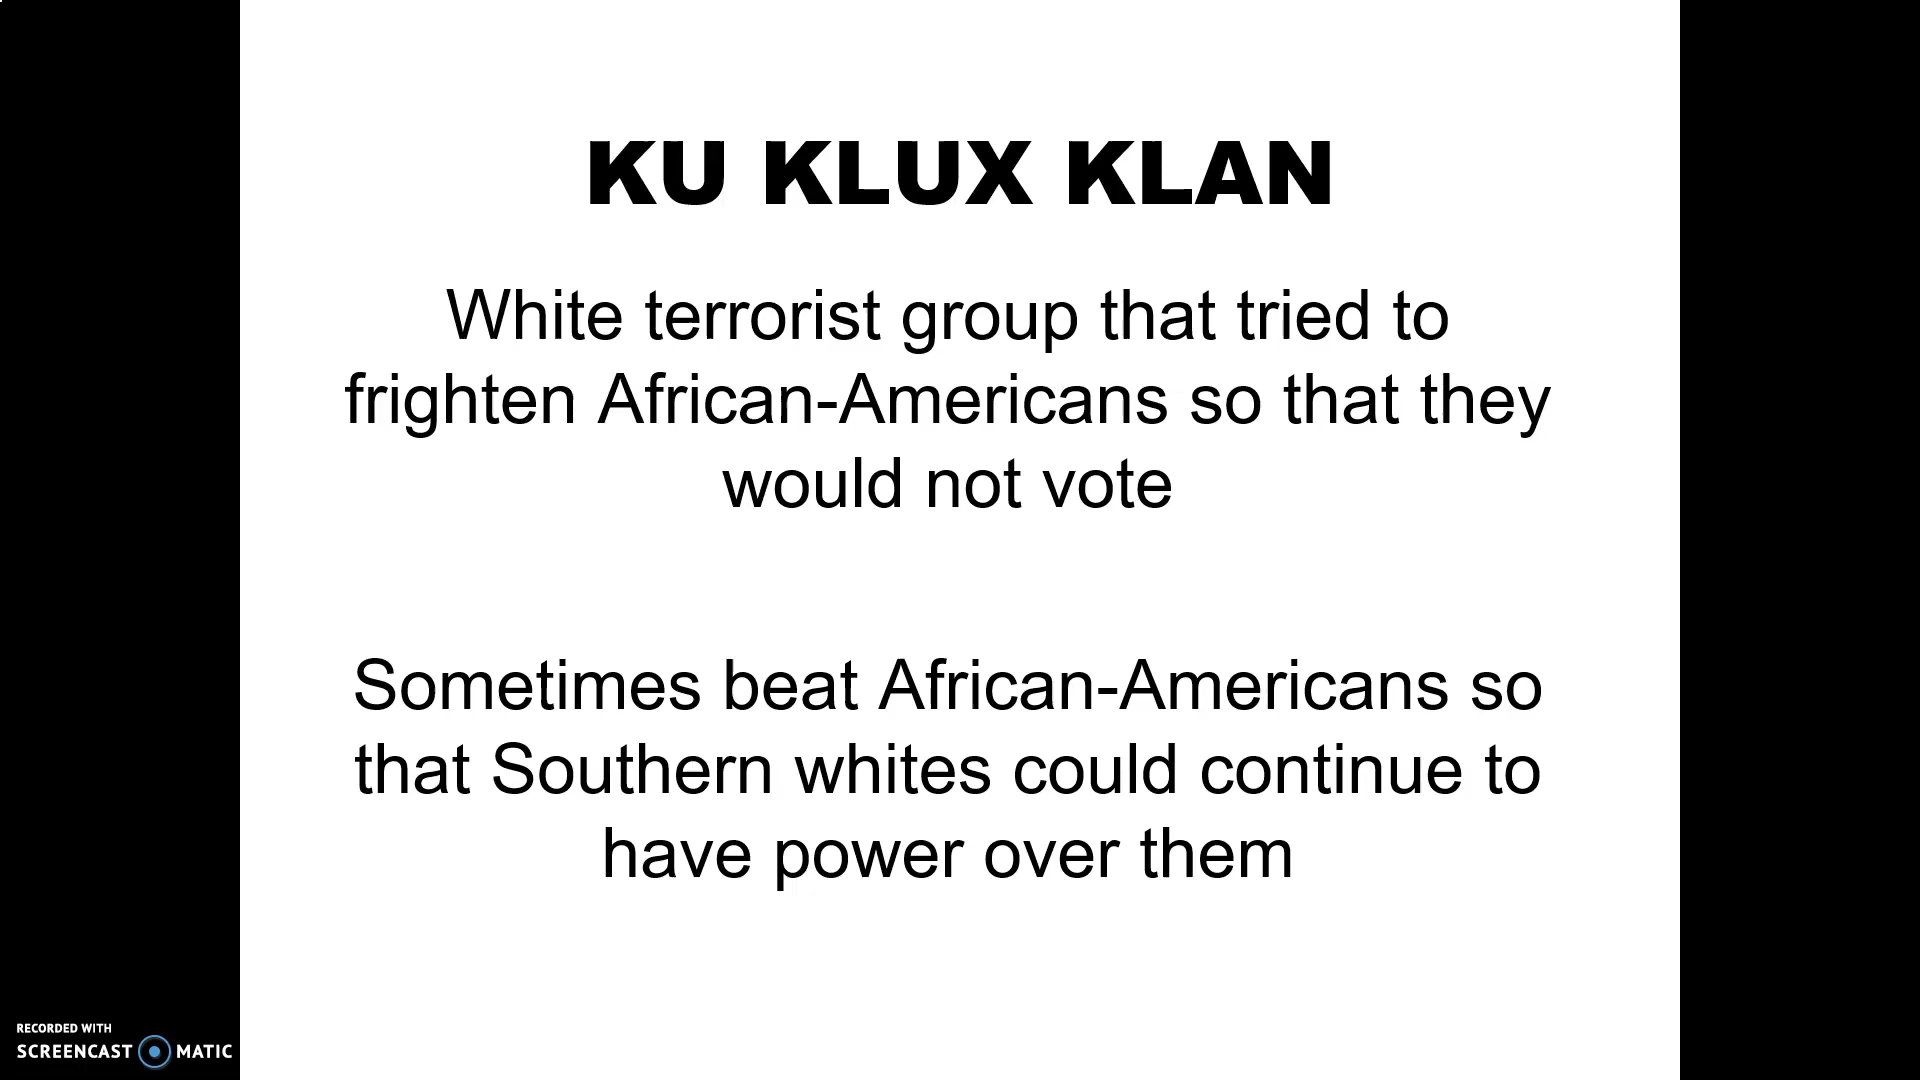 KU KLUX KLAN
White terrorist group that tried to
frighten African-Americans so that they
would not vote
Sometimes beat African-Americans so
that Southern whites could continue to
have power over them
RECORDED WITH
SCREENCAST MATIC